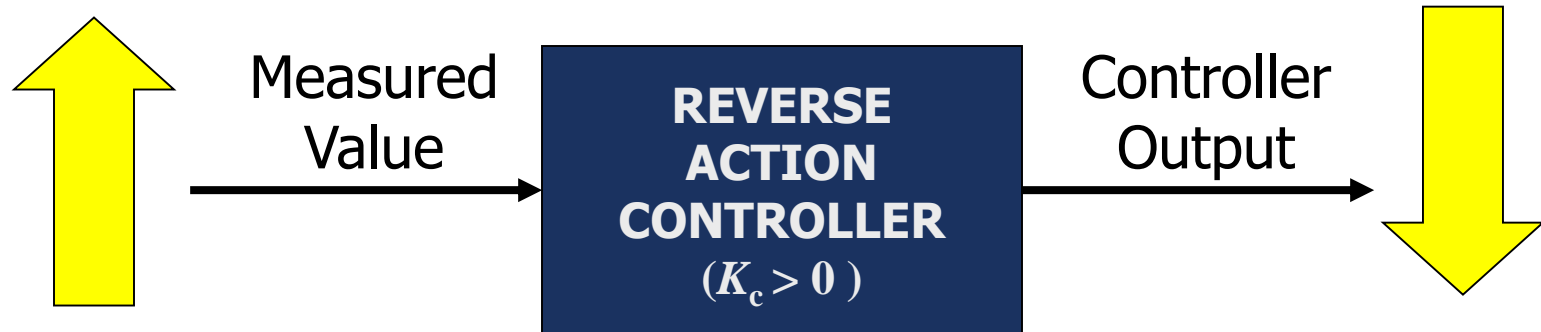 Measured
Value
REVERSE
ACTION
CONTROLLER
(Kc > 0 )
Controller
Output